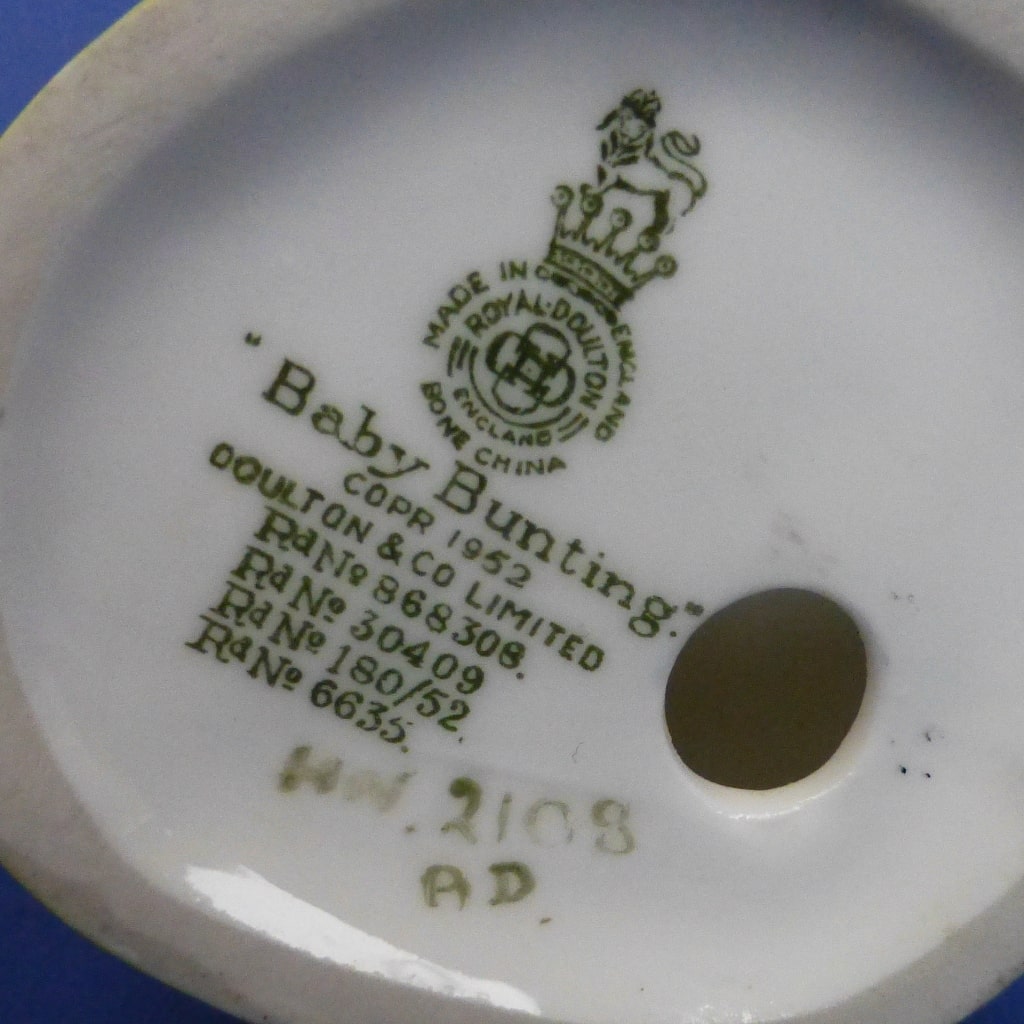 MADE IN ENGLAND
ROYAL·DOULTON
ENGLAND
BONE CHINA
"Baby Bunting."
COPR 1952
DOULTON & CO LIMITED
Rd No 868308.
Rd No 30409
Rd No 180/52.
Rd No 6635.
HN. 2108
AD.